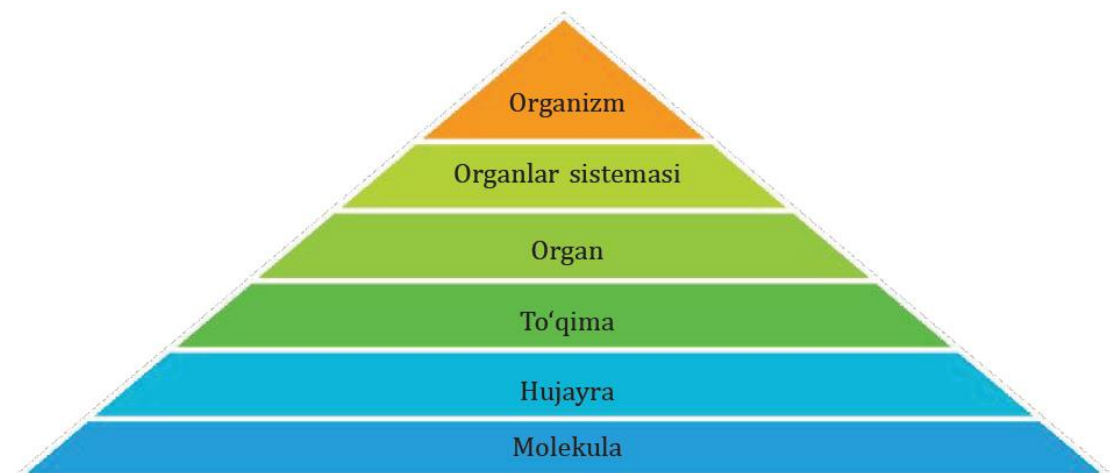 Organizm
Organlar sistemasi
Organ
To‘qima
Hujayra
Molekula